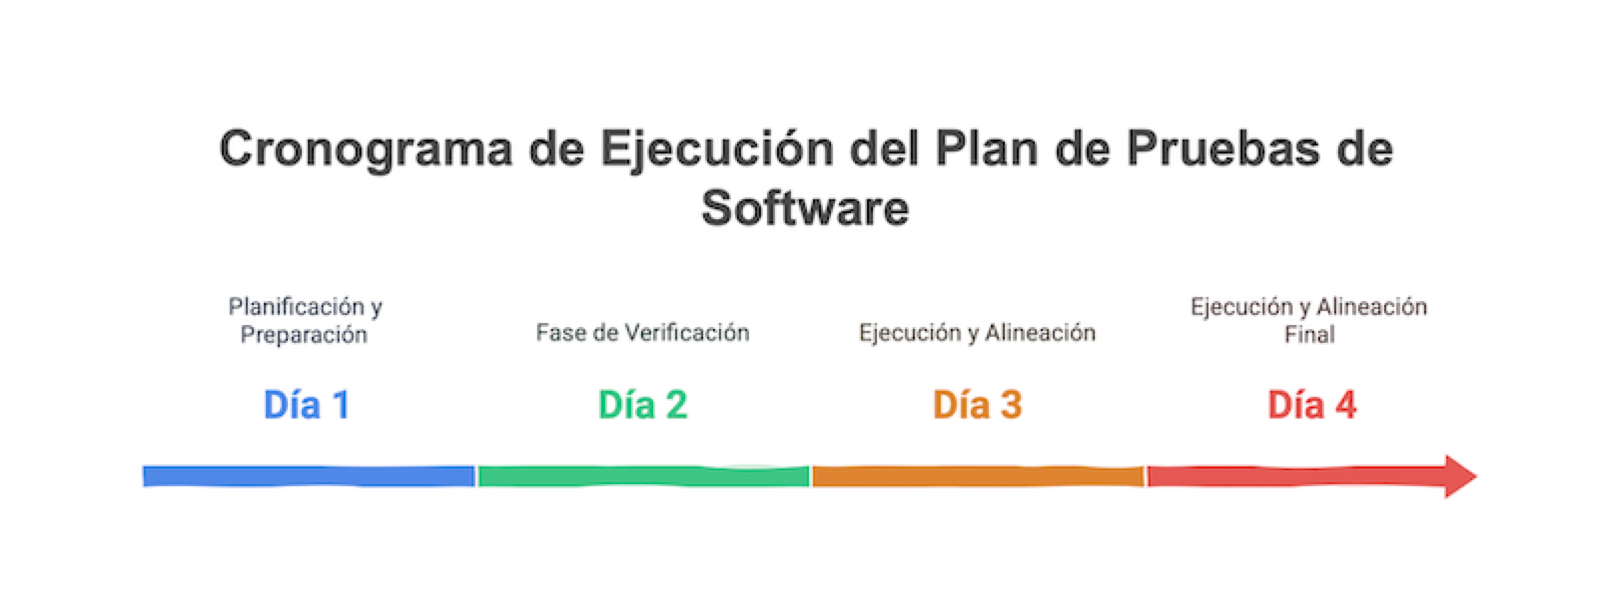 Cronograma de Ejecución del Plan de Pruebas de
Software
Planificación y
Preparación
Día 1
Fase de Verificación
Día 2
Ejecución y Alineación
Día 3
Ejecución y Alineación
Final
Día 4